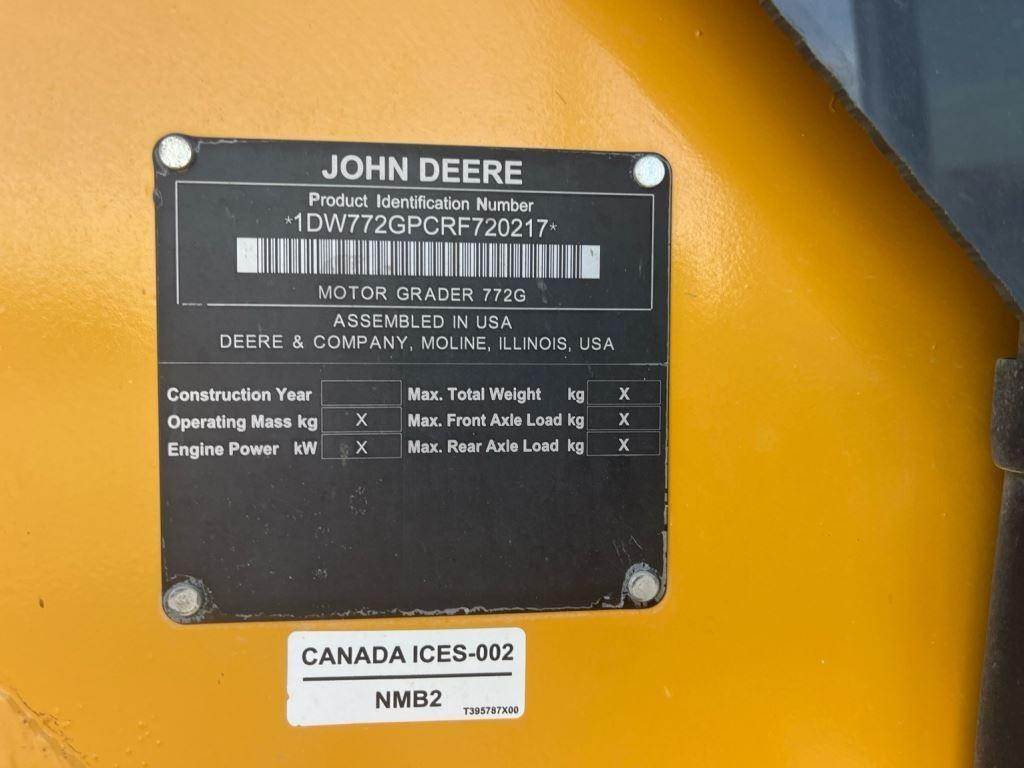 JOHN DEERE
Product Identification Number
*1DW772GPCRF720217*
MOTOR GRADER 772G
ASSEMBLED IN USA
DEERE & COMPANY, MOLINE, ILLINOIS, USA
Construction Year Max. Total Weight kg X
Operating Mass kg X Max. Front Axle Load kg X
Engine Power kW X Max. Rear Axle Load kg X
CANADA ICES-002
NMB2
T395787X00